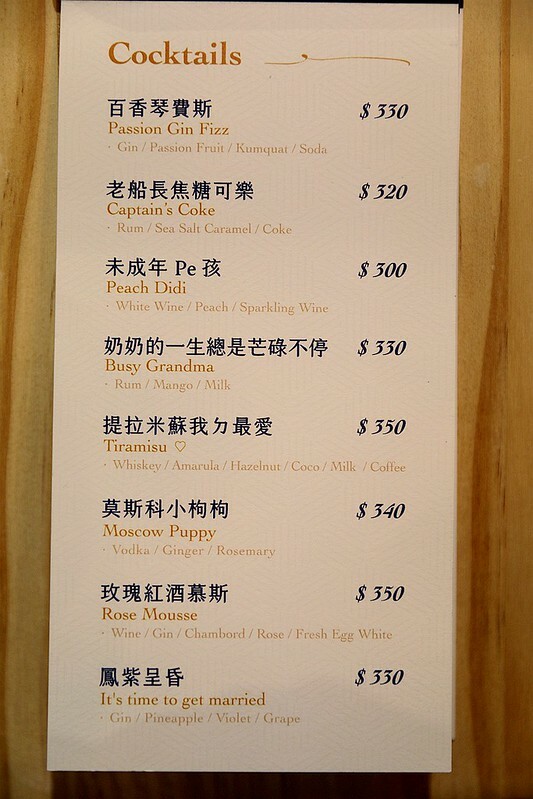 Cocktails
百香琴費斯 $ 330
Passion Gin Fizz
· Gin / Passion Fruit / Kumquat / Soda
老船長焦糖可樂 $ 320
Captain's Coke
· Rum / Sea Salt Caramel / Coke
未成年 Pe 孩 $ 300
Peach Didi
· White Wine / Peach / Sparkling Wine
奶奶的一生總是芒碌不停 $ 330
Busy Grandma
· Rum / Mango / Milk
提拉米蘇我ㄉ最愛 $ 350
Tiramisu ♡
· Whiskey / Amarula / Hazelnut / Coco / Milk / Coffee
莫斯科小枸枸 $ 340
Moscow Puppy
· Vodka / Ginger / Rosemary
玫瑰紅酒慕斯 $ 350
Rose Mousse
· Wine / Gin / Chambord / Rose / Fresh Egg White
鳳紫呈昏 $ 330
It's time to get married
· Gin / Pineapple / Violet / Grape